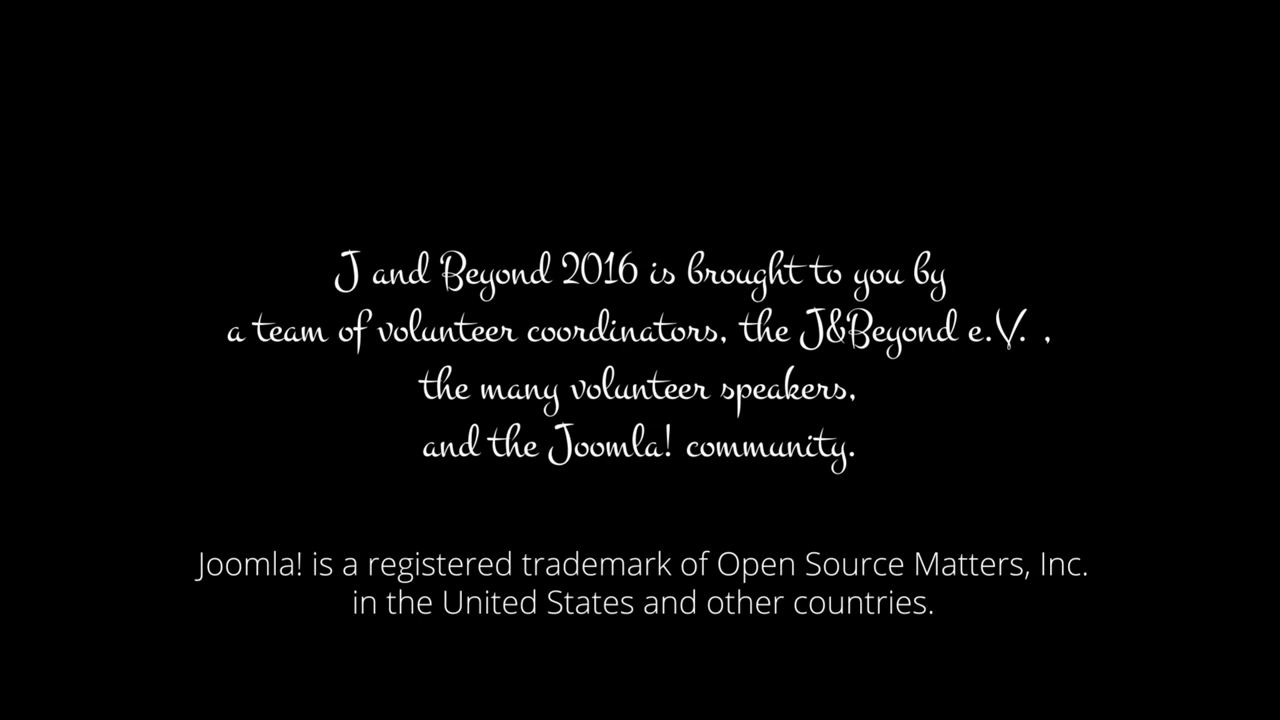 J and Beyond 2016 is brought to you by
a team of volunteer coordinators, the J&Beyond e.V. ,
the many volunteer speakers,
and the Joomla! community.
Joomla! is a registered trademark of Open Source Matters, Inc.
in the United States and other countries.